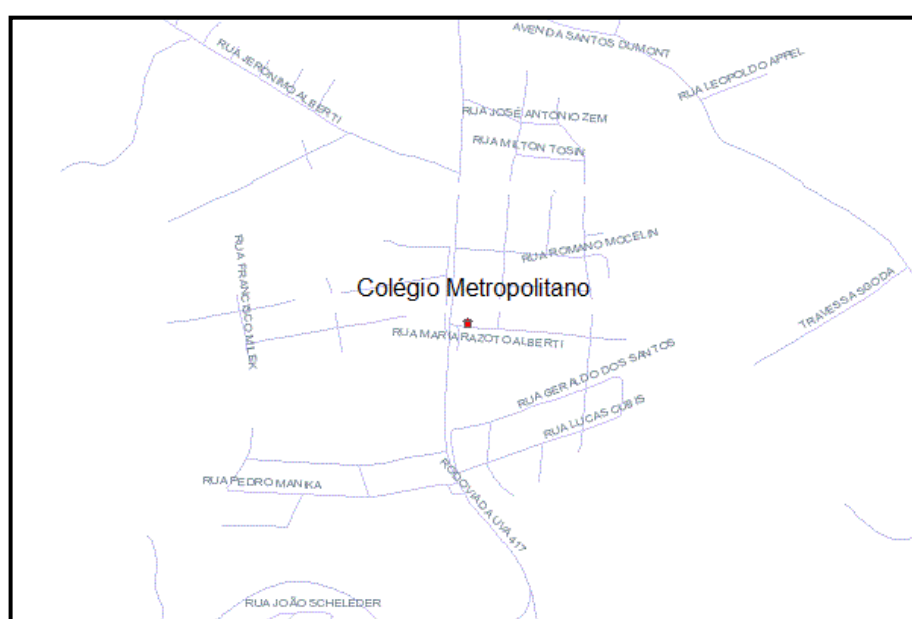 AVENIDA SANTOS DUMONT
RUA JERONIMO ALBERTI
RUA LEOPOLDO APPEL
RUA JOSÉ ANTONIO ZEM
RUA MILTON TOSIN
RUA ROMANO MOCELIN
RUA FRANCISCO MILEK
Colégio Metropolitano
TRAVESSA SGODA
RUA MARIA RAZOTO ALBERTI
RUA GERALDO DOS SANTOS
RUA LUCAS CUBIS
RUA PEDRO MANIKA
RODOVIA DA UVA 417
RUA JOÃO SCHELEDER